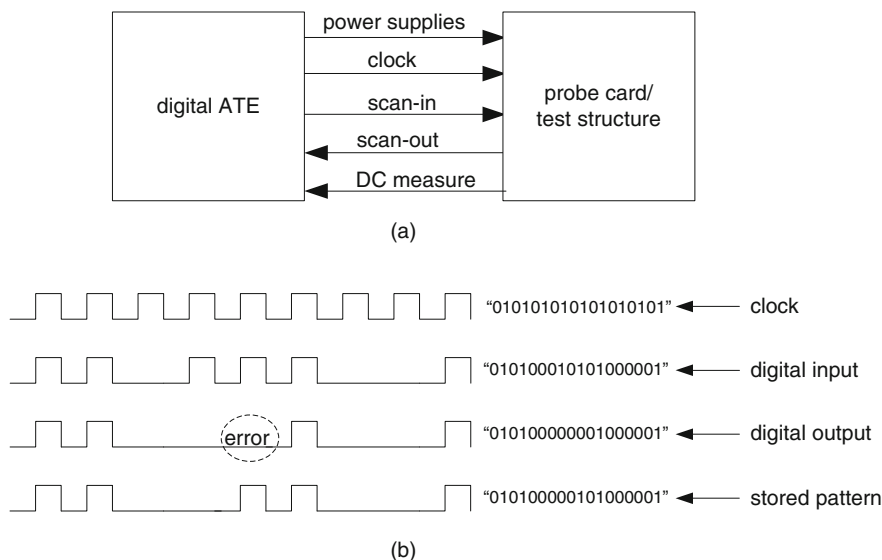 power supplies
clock
digital ATE
scan-in
probe card/
test structure
scan-out
DC measure
(a)
“010101010101010101” clock
“010100010101000001” digital input
error “010100000001000001” digital output
“010100000101000001” stored pattern
(b)